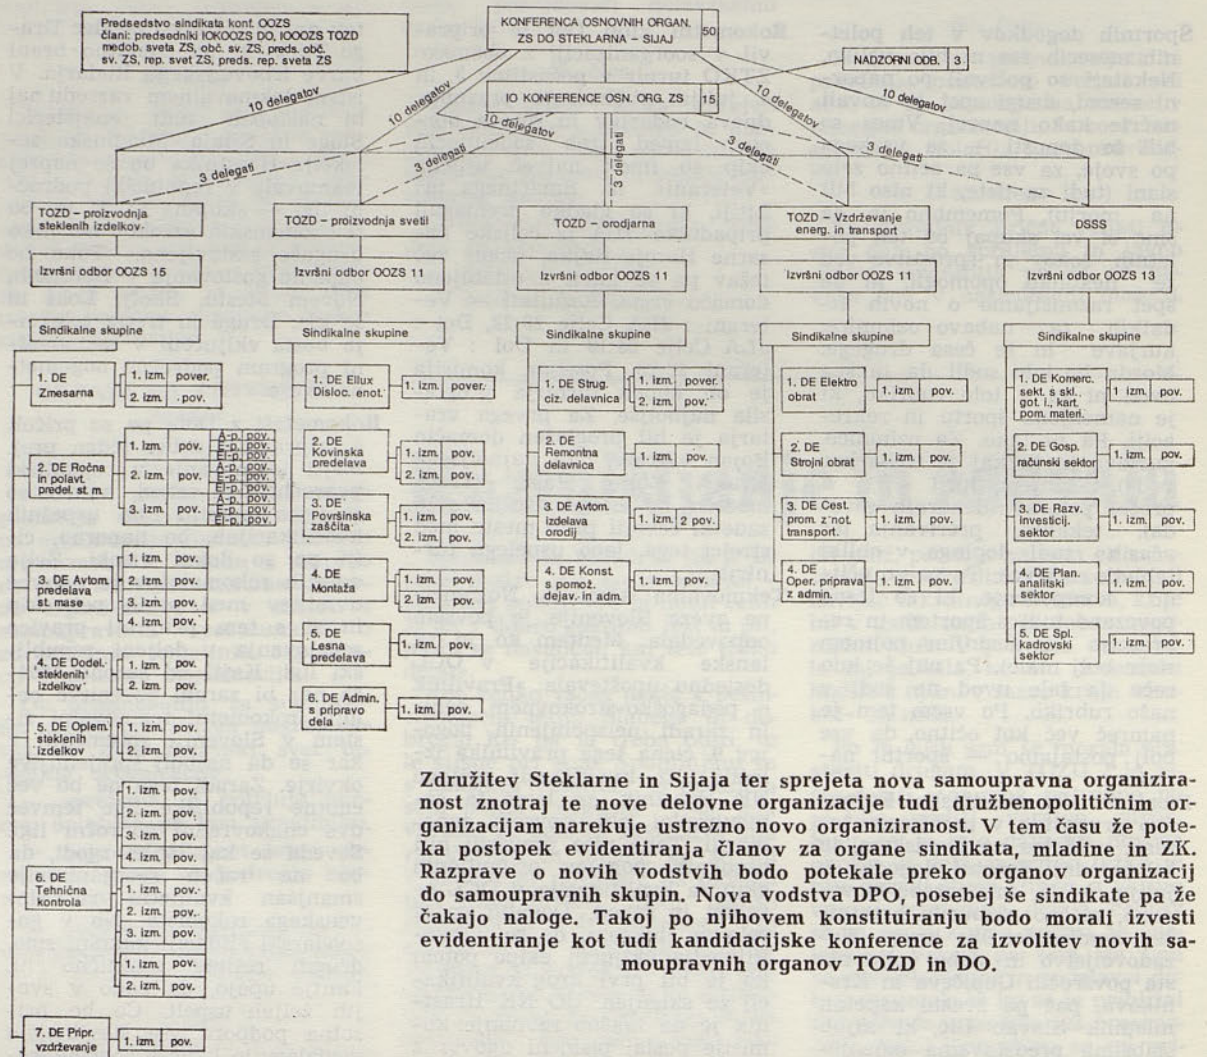 Predsedstvo sindikata konf. OOZS
člani: predsedniki IOKOOZS DO, IOOOZS TOZD
medob. sveta ZS, obč. sv. ZS, preds. obč.
sv. ZS, rep. svet ZS, preds. rep. sveta ZS
KONFERENCA OSNOVNIH ORGAN.
ZS DO STEKLARNA – SIJAJ
50
NADZORNI ODB.
3
IO KONFERENCE OSN. ORG. ZS
15
10 delegatov
10 delegatov
10 delegatov
10 delegatov
10 delegatov
3 delegati
3 delegati
3 delegati
3 delegati
3 delegati
TOZD – proizvodnja
steklenih izdelkov
Izvršni odbor OOZS 15
Sindikalne skupine
1. DE
Zmesarna
1. izm. pover.
2. izm. pov.
2. DE Ročna
in polavt.
predel. st. m.
1. izm. pov.
A-p. pov.
E-p. pov.
El-p. pov.
2. izm. pov.
A-p. pov.
E-p. pov.
El-p. pov.
3. izm. pov.
A-p. pov.
E-p. pov.
El-p. pov.
3. DE Avtom.
predelava
st. mase
1. izm. pov.
2. izm. pov.
3. izm. pov.
4. izm. pov.
4. DE Dodel.
steklenih
izdelkov
1. izm. pov.
2. izm. pov.
5. DE Oplem.
steklenih
izdelkov
1. izm. pov.
2. izm. pov.
6. DE
Tehnična
kontrola
1. izm. pov.
2. izm. pov.
3. izm. pov.
4. izm. pov.
1. izm. pov.
2. izm. pov.
3. izm. pov.
1. izm. pov.
2. izm. pov.
7. DE Pripr.
vzdrževanje
1. izm. pov.
TOZD – proizvodnja svetil
Izvršni odbor OOZS 11
Sindikalne skupine
1. DE Ellux
Disloc. enot.
1. izm. pover.
2. DE
Kovinska
predelava
1. izm. pov.
2. izm. pov.
3. DE
Površinska
zaščita
1. izm. pov.
2. izm. pov.
4. DE
Montaža
1. izm. pov.
2. izm. pov.
5. DE
Lesna
predelava
1. izm. pov.
6. DE Admin.
s pripravo
dela
1. izm. pov.
TOZD – orodjarna
Izvršni odbor OOZS 11
Sindikalne skupine
1. DE Strug.
ciz. delavnica
1. izm. pover.
2. izm. pov.
2. DE
Remontna
delavnica
1. izm. pov.
3. DE Avtom.
izdelava
orodij
1. izm. 2 pov.
4. DE Konst.
s pomož.
dejav. in adm.
1. izm. pov.
TOZD – Vzdrževanje
energ. in transport
Izvršni odbor OOZS 11
Sindikalne skupine
1. DE Elektro
obrat
1. izm. pov.
2. DE
Strojni obrat
1. izm. pov.
3. DE Cest.
prom. z not.
transport.
1. izm. pov.
4. DE
Oper. priprava
z admin.
1. izm. pov.
DSSS
Izvršni odbor OOZS 13
Sindikalne skupine
1. DE Komerc.
sekt. s skl.
got. i., kart.
pom. materi.
1. izm. pov.
2. DE Gosp.
računski sektor
1. izm. pov.
3. DE Razv.
investicij.
sektor
1. izm. pov.
4. DE Plan.
analitski
sektor
1. izm. pov.
5. DE Spl.
kadrovski
sektor
1. izm. pov.
Združitev Steklarne in Sijaja ter sprejeta nova samoupravna organizira-
nost znotraj te nove delovne organizacije tudi družbenopolitičnim or-
ganizacijam narekuje ustrezno novo organiziranost. V tem času že pote-
ka postopek evidentiranja članov za organe sindikata, mladine in ZK.
Razprave o novih vodstvih bodo potekale preko organov organizacij
do samoupravnih skupin. Nova vodstva DPO, posebej še sindikate pa že
čakajo naloge. Takoj po njihovem konstituiranju bodo morali izvesti
evidentiranje kot tudi kandidacijske konference za izvolitev novih sa-
moupravnih organov TOZD in DO.